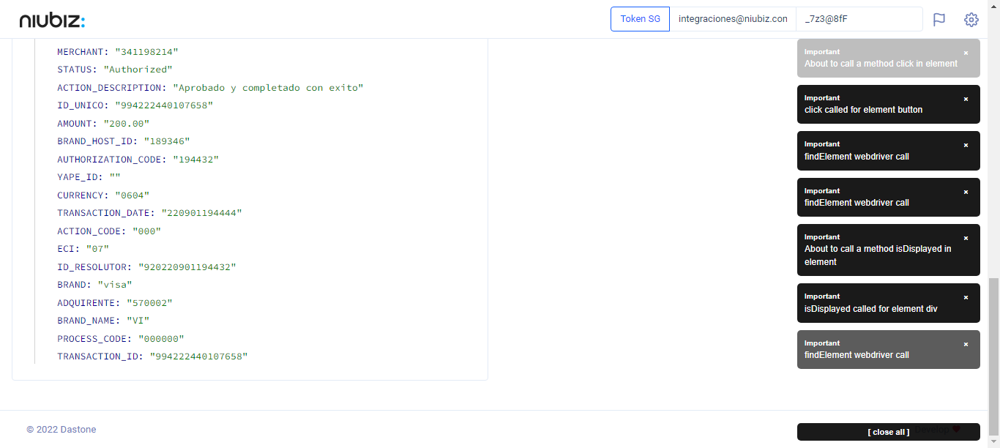 niubiz:
Token SG
integraciones@niubiz.con
_7z3@8fF
MERCHANT: "341198214"
STATUS: "Authorized"
ACTION_DESCRIPTION: "Aprobado y completado con exito"
ID_UNICO: "994222440107658"
AMOUNT: "200.00"
BRAND_HOST_ID: "189346"
AUTHORIZATION_CODE: "194432"
YAPE_ID: ""
CURRENCY: "0604"
TRANSACTION_DATE: "220901194444"
ACTION_CODE: "000"
ECI: "07"
ID_RESOLUTOR: "920220901194432"
BRAND: "visa"
ADQUIRENTE: "570002"
BRAND_NAME: "VI"
PROCESS_CODE: "000000"
TRANSACTION_ID: "994222440107658"
Important
About to call a method click in element
Important
click called for element button
Important
findElement webdriver call
Important
findElement webdriver call
Important
About to call a method isDisplayed in
element
Important
isDisplayed called for element div
Important
findElement webdriver call
© 2022 Dastone
[ close all ]